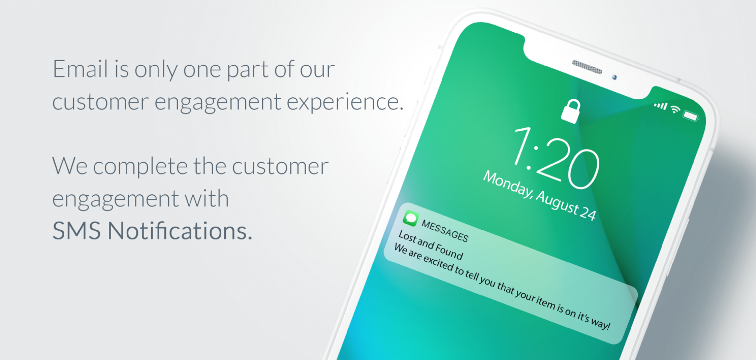 Email is only one part of our
customer engagement experience.
We complete the customer
engagement with
SMS Notifications.
1:20
Monday, August 24
MESSAGES
Lost and Found
We are excited to tell you that your item is on it's way!